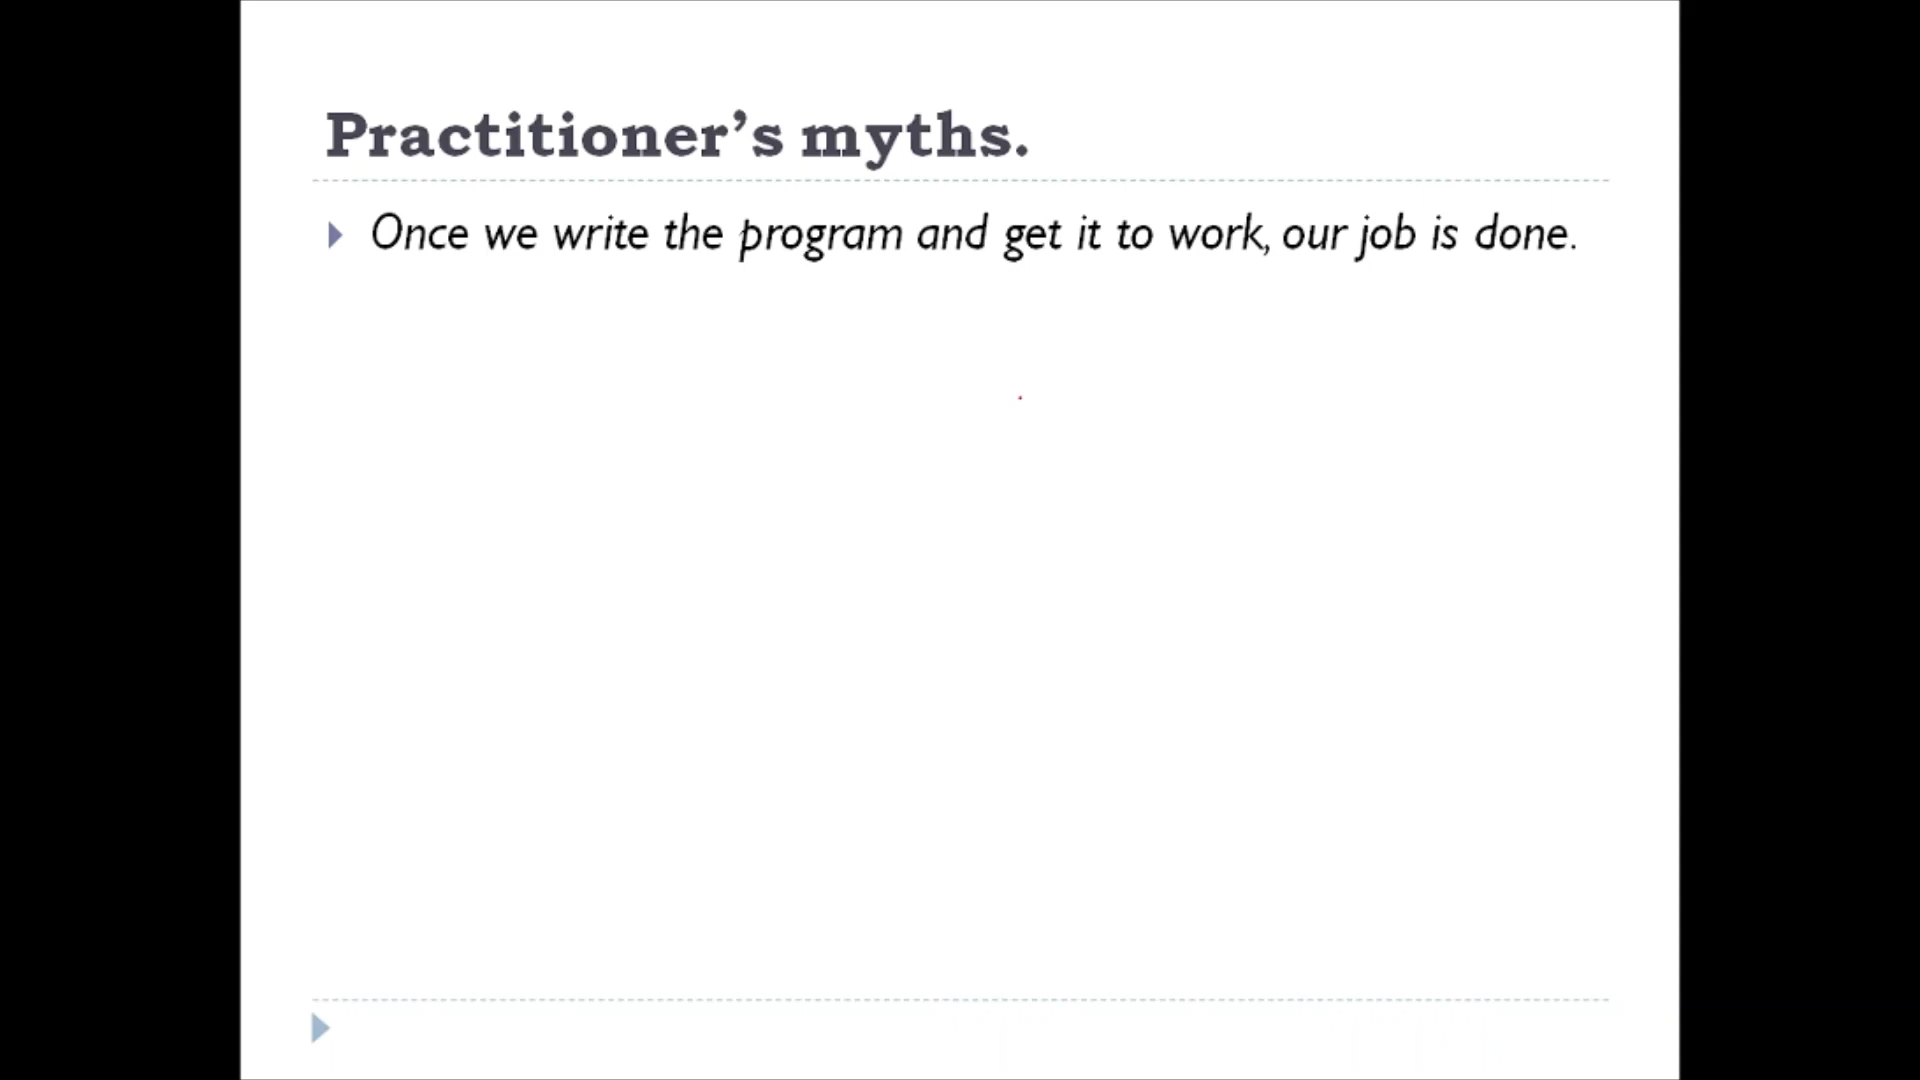 Practitioner’s myths.
Once we write the program and get it to work, our job is done.